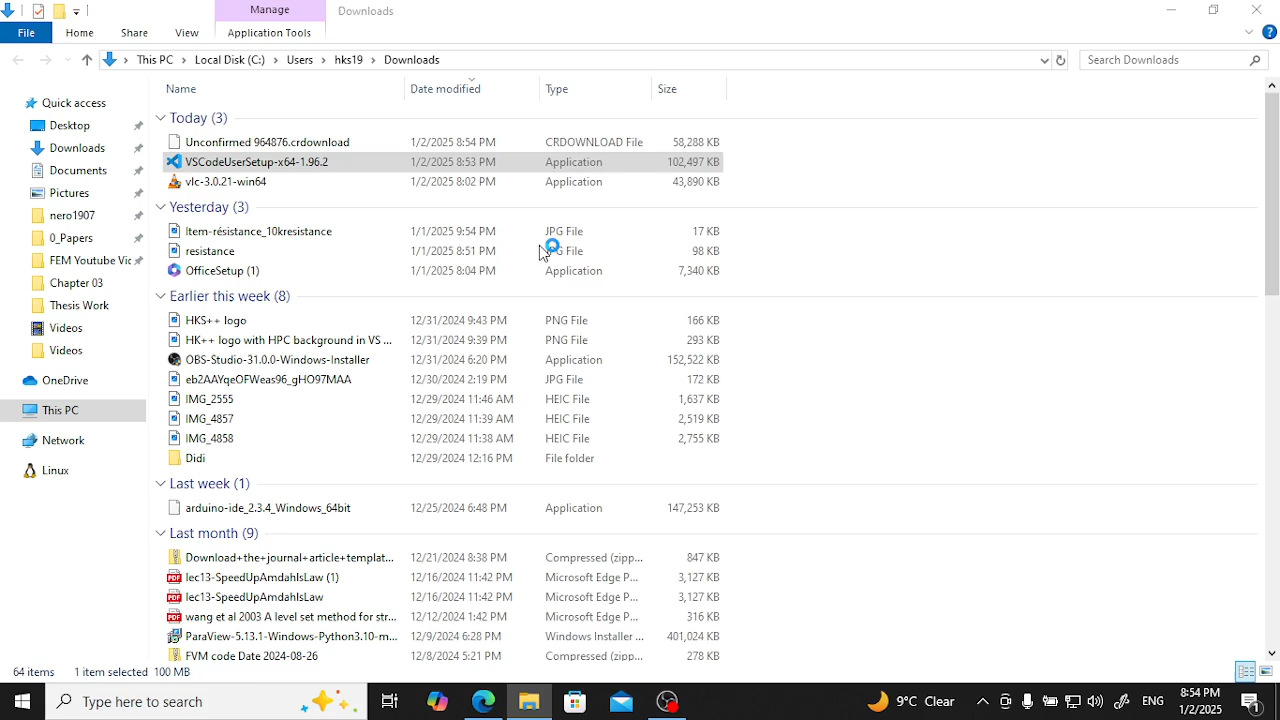 Manage
Downloads
File
Home
Share
View
Application Tools
This PC
Local Disk (C:)
Users
hks19
Downloads
Search Downloads
Name
Date modified
Type
Size
Quick access
Desktop
Downloads
Documents
Pictures
nero1907
0_Papers
FEM Youtube Vic
Chapter 03
Thesis Work
Videos
Videos
OneDrive
This PC
Network
Linux
Today (3)
Unconfirmed 964876.crdownload 1/2/2025 8:54 PM CRDOWNLOAD File 58,288 KB
VSCodeUserSetup-x64-1.96.2 1/2/2025 8:53 PM Application 102,497 KB
vlc-3.0.21-win64 1/2/2025 8:02 PM Application 43,890 KB
Yesterday (3)
Item-résistance_10kresistance 1/1/2025 9:54 PM JPG File 17 KB
resistance 1/1/2025 8:51 PM JPG File 98 KB
OfficeSetup (1) 1/1/2025 8:04 PM Application 7,340 KB
Earlier this week (8)
HKS++ logo 12/31/2024 9:43 PM PNG File 166 KB
HK++ logo with HPC background in VS ... 12/31/2024 9:39 PM PNG File 293 KB
OBS-Studio-31.0.0-Windows-Installer 12/31/2024 6:20 PM Application 152,522 KB
eb2AAYqeOFWeas96_gHO97MAA 12/30/2024 2:19 PM JPG File 172 KB
IMG_2555 12/29/2024 11:46 AM HEIC File 1,637 KB
IMG_4857 12/29/2024 11:39 AM HEIC File 2,519 KB
IMG_4858 12/29/2024 11:38 AM HEIC File 2,755 KB
Didi 12/29/2024 12:16 PM File folder
Last week (1)
arduino-ide_2.3.4_Windows_64bit 12/25/2024 6:48 PM Application 147,253 KB
Last month (9)
Download+the+journal+article+templat... 12/21/2024 8:38 PM Compressed (zipp... 847 KB
lec13-SpeedUpAmdahlsLaw (1) 12/16/2024 11:42 PM Microsoft Edge P... 3,127 KB
lec13-SpeedUpAmdahlsLaw 12/16/2024 11:42 PM Microsoft Edge P... 3,127 KB
wang et al 2003 A level set method for str... 12/12/2024 1:42 PM Microsoft Edge P... 316 KB
ParaView-5.13.1-Windows-Python3.10-m... 12/9/2024 6:28 PM Windows Installer ... 401,024 KB
FVM code Date 2024-08-26 12/8/2024 5:21 PM Compressed (zipp... 278 KB
64 items 1 item selected 100 MB
Type here to search
9°C Clear
ENG
8:54 PM
1/2/2025
1